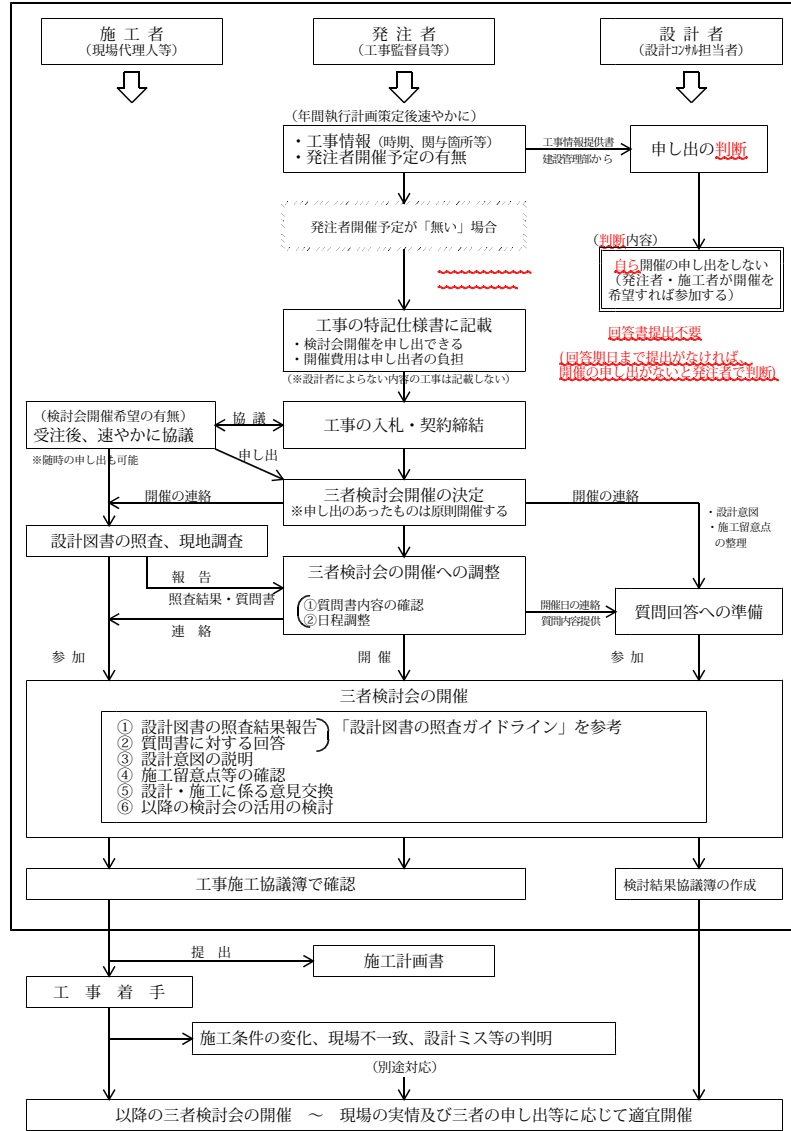 施 工 者
（現場代理人等）
発 注 者
（工事監督員等）
設 計 者
（設計ｺﾝｻﾙ担当者）
（年間執行計画策定後速やかに）
・工事情報（時期、関与箇所等）
・発注者開催予定の有無
工事情報提供書
建設管理部から
申し出の判断
発注者開催予定が「無い」場合
（判断内容）
自ら開催の申し出をしない
（発注者・施工者が開催を
希望すれば参加する）
工事の特記仕様書に記載
・検討会開催を申し出できる
・開催費用は申し出者の負担
（※設計者によらない内容の工事は記載しない）
回答書提出不要
(回答期日まで提出がなければ、
開催の申し出がないと発注者で判断)
（検討会開催希望の有無）
受注後、速やかに協議
※随時の申し出も可能
協 議
申し出
工事の入札・契約締結
三者検討会開催の決定
※申し出のあったものは原則開催する
開催の連絡
開催の連絡
・設計意図
・施工留意点
の整理
設計図書の照査、現地調査
報　告
照査結果・質問書
連　絡
三者検討会の開催への調整
①質問書内容の確認
②日程調整
開催日の連絡
質問内容提供
質問回答への準備
参 加
開 催
参 加
三者検討会の開催
① 設計図書の照査結果報告
② 質問書に対する回答
「設計図書の照査ガイドライン」を参考
③ 設計意図の説明
④ 施工留意点等の確認
⑤ 設計・施工に係る意見交換
⑥ 以降の検討会の活用の検討
工事施工協議簿で確認
検討結果協議簿の作成
提　出
施工計画書
工　事　着　手
施工条件の変化、現場不一致、設計ミス等の判明
（別途対応）
以降の三者検討会の開催　～　現場の実情及び三者の申し出等に応じて適宜開催